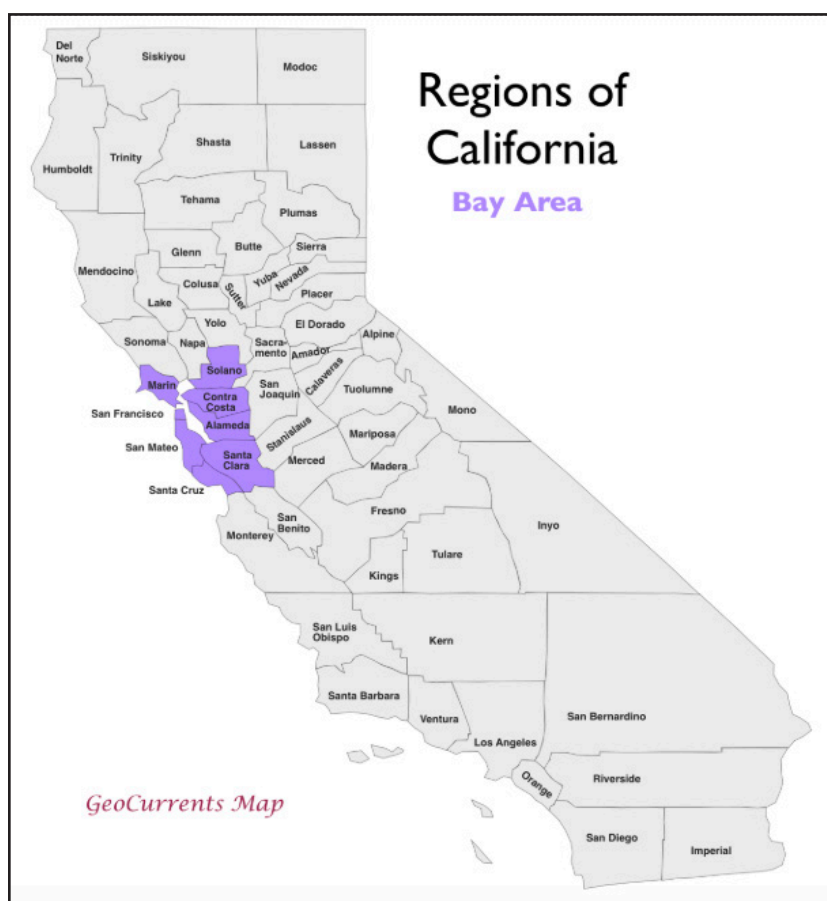 Regions of
California
Bay Area
Del
Norte
Siskiyou
Modoc
Humboldt
Trinity
Shasta
Lassen
Tehama
Plumas
Mendocino
Glenn
Butte
Sierra
Lake
Colusa
Sutter
Yuba
Nevada
Placer
Sonoma
Napa
Yolo
El Dorado
Sacra-
mento
Amador
Alpine
Marin
Solano
Contra
Costa
San
Joaquin
Calaveras
Tuolumne
Mono
San Francisco
Alameda
Stanislaus
Mariposa
San Mateo
Santa
Clara
Merced
Madera
Santa Cruz
Monterey
San
Benito
Fresno
Inyo
Kings
Tulare
San Luis
Obispo
Kern
Santa Barbara
Ventura
Los Angeles
San Bernardino
Orange
Riverside
GeoCurrents Map
San Diego
Imperial